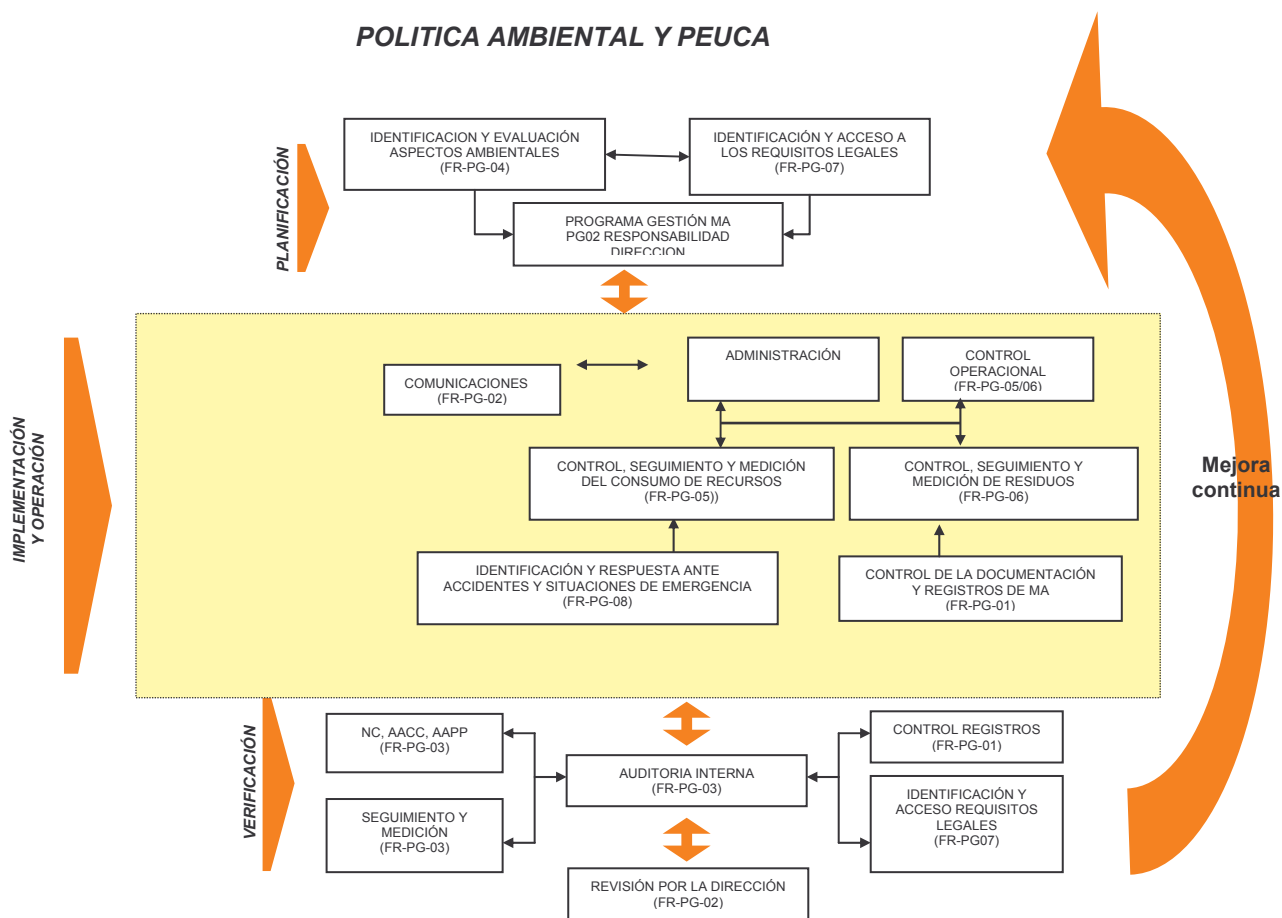 POLITICA AMBIENTAL Y PEUCA
PLANIFICACIÓN
IDENTIFICACION Y EVALUACIÓN
ASPECTOS AMBIENTALES
(FR-PG-04)
IDENTIFICACIÓN Y ACCESO A
LOS REQUISITOS LEGALES
(FR-PG-07)
PROGRAMA GESTIÓN MA
PG02 RESPONSABILIDAD
DIRECCION
IMPLEMENTACIÓN
Y OPERACIÓN
COMUNICACIONES
(FR-PG-02)
ADMINISTRACIÓN
CONTROL
OPERACIONAL
(FR-PG-05/06)
CONTROL, SEGUIMIENTO Y MEDICIÓN
DEL CONSUMO DE RECURSOS
(FR-PG-05))
CONTROL, SEGUIMIENTO Y
MEDICIÓN DE RESIDUOS
(FR-PG-06)
IDENTIFICACIÓN Y RESPUESTA ANTE
ACCIDENTES Y SITUACIONES DE EMERGENCIA
(FR-PG-08)
CONTROL DE LA DOCUMENTACIÓN
Y REGISTROS DE MA
(FR-PG-01)
Mejora
continua
VERIFICACIÓN
NC, AACC, AAPP
(FR-PG-03)
SEGUIMIENTO Y
MEDICIÓN
(FR-PG-03)
AUDITORIA INTERNA
(FR-PG-03)
CONTROL REGISTROS
(FR-PG-01)
IDENTIFICACIÓN Y
ACCESO REQUISITOS
LEGALES
(FR-PG07)
REVISIÓN POR LA DIRECCIÓN
(FR-PG-02)